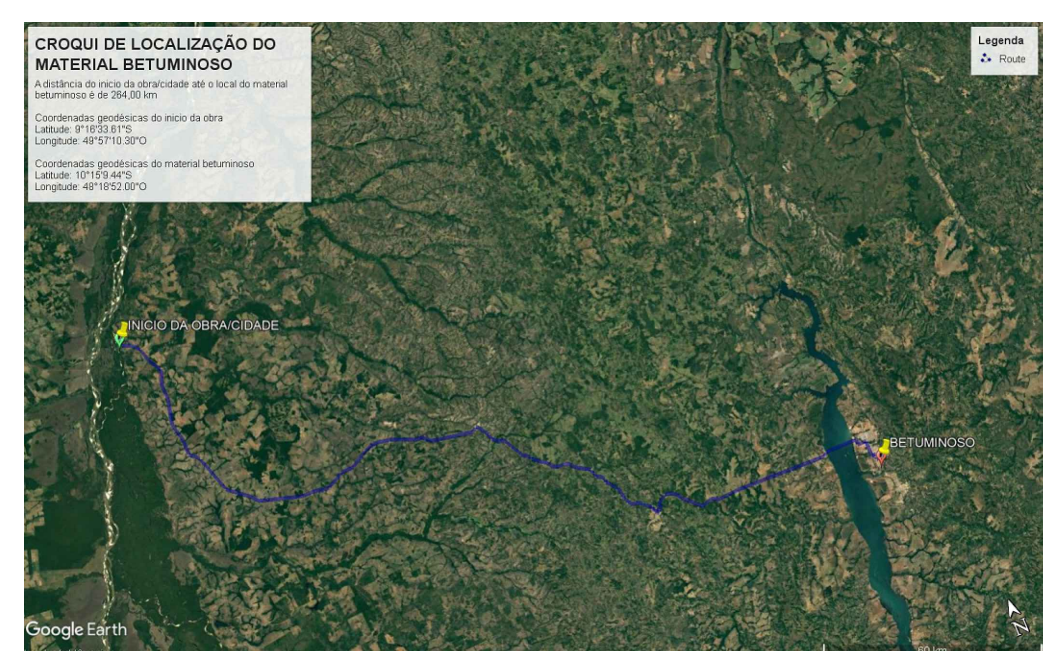 CROQUI DE LOCALIZAÇÃO DO
MATERIAL BETUMINOSO
A distância do inicio da obra/cidade até o local do material
betuminoso é de 264,00 km
Coordenadas geodésicas do inicio da obra
Latitude: 9°16'33.61"S
Longitude: 49°57'10.30"O
Coordenadas geodésicas do material betuminoso
Latitude: 10°15'9.44"S
Longitude: 48°18'52.00"O
Legenda
Route
INICIO DA OBRA/CIDADE
BETUMINOSO
Google Earth
N
60 km